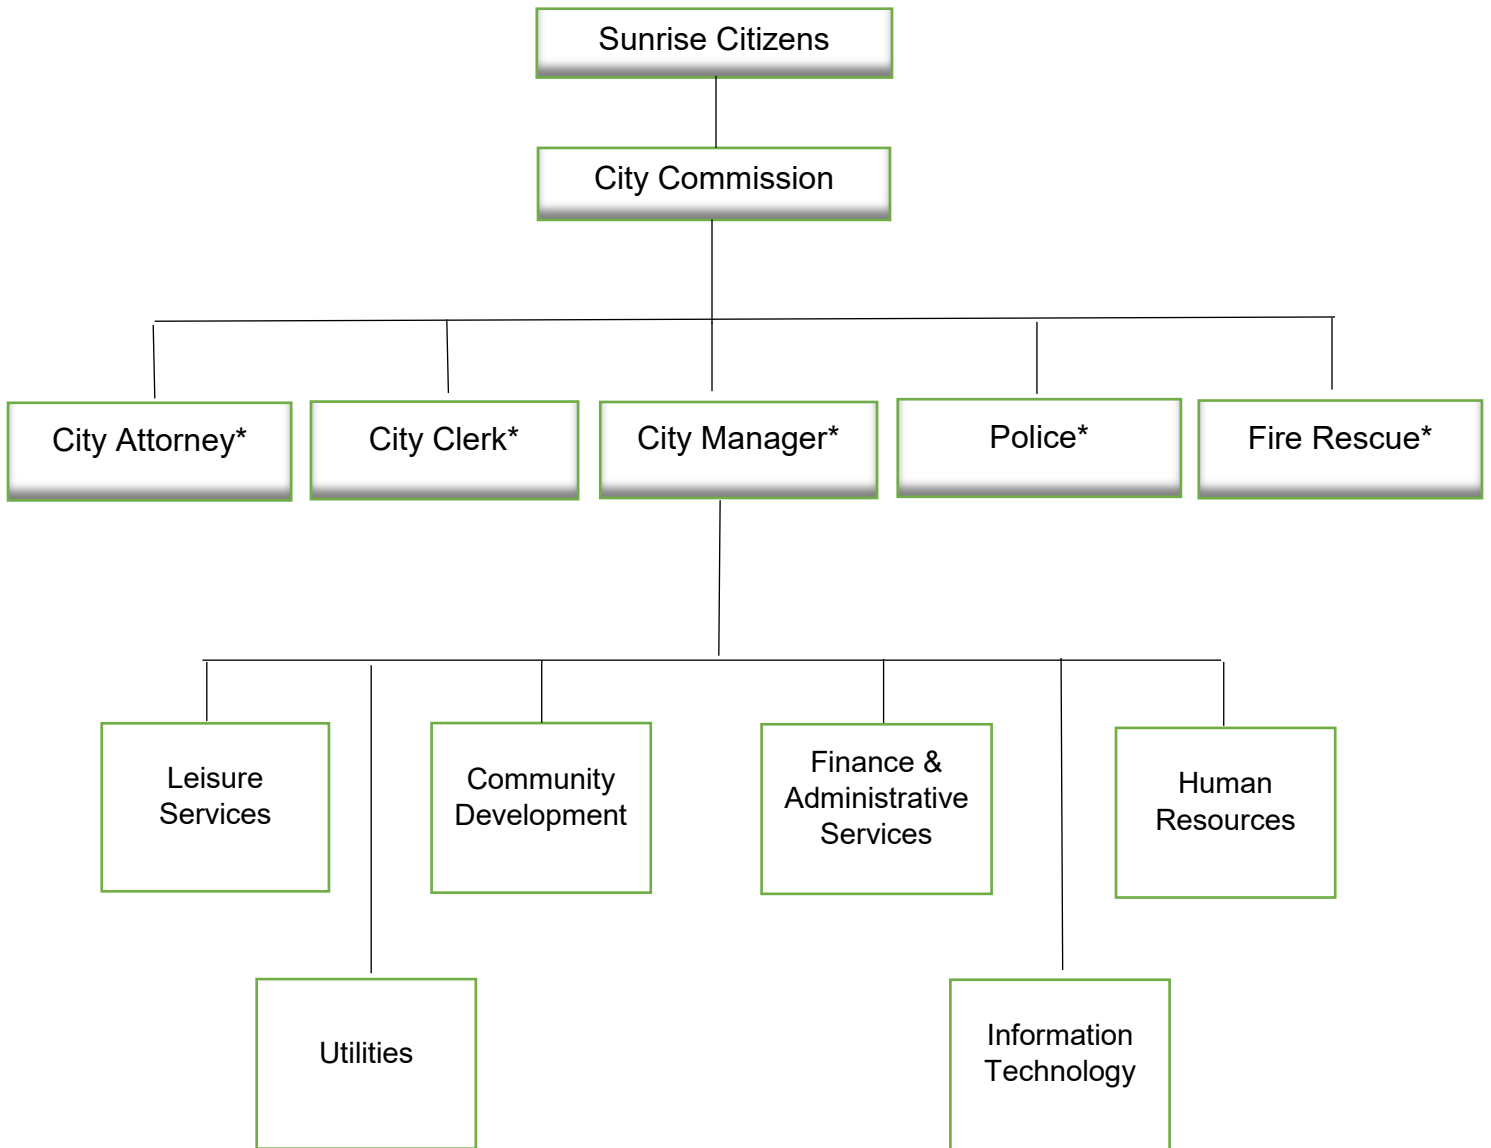 Sunrise Citizens
City Commission
City Attorney*
City Clerk*
City Manager*
Police*
Fire Rescue*
Leisure
Services
Community
Development
Finance &
Administrative
Services
Human
Resources
Utilities
Information
Technology